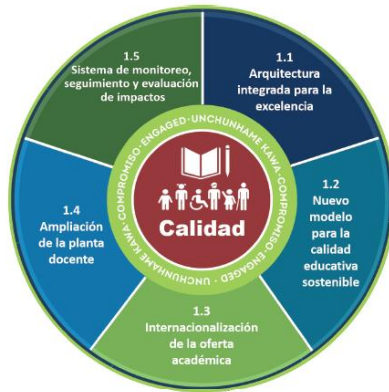 1.1
Arquitectura
integrada para la
excelencia
1.2
Nuevo
modelo
para la
calidad
educativa
sostenible
1.3
Internacionalización
de la oferta
académica
1.4
Ampliación
de la planta
docente
1.5
Sistema de monitoreo,
seguimiento y evaluación
de impactos
UNCHUNHAME KAWA·COMPROMISO·ENGAGED·UNCHUNHAME KAWA·COMPROMISO·ENGAGED·
Calidad